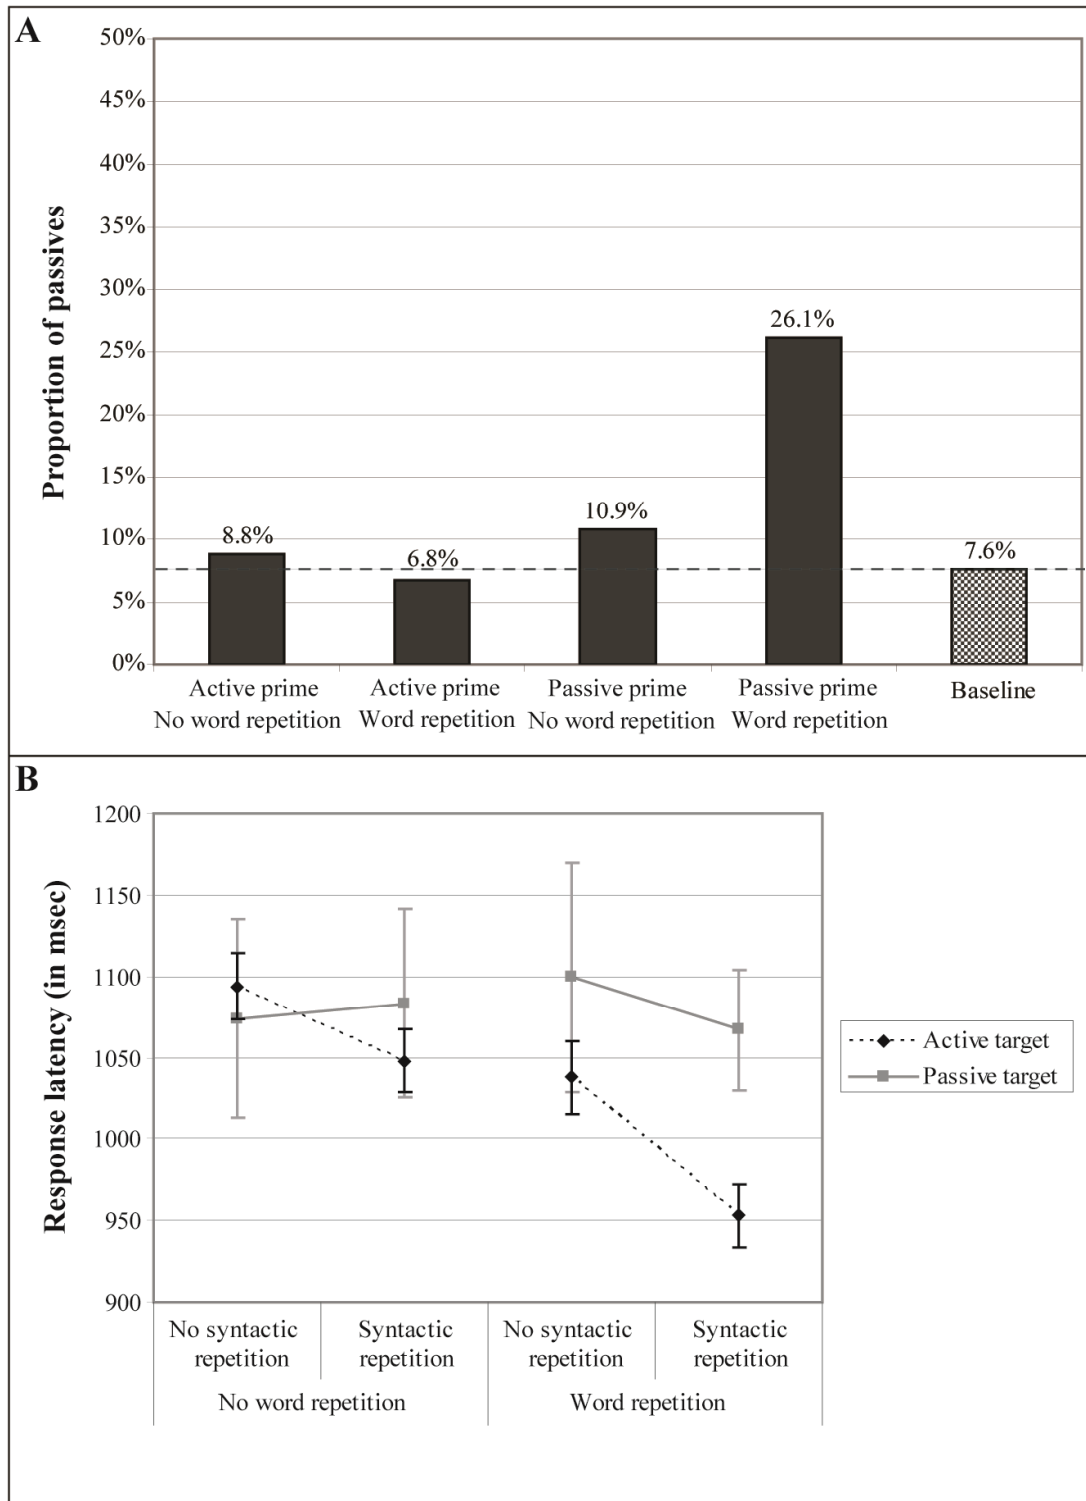 A
Proportion of passives
50%
45%
40%
35%
30%
25%
20%
15%
10%
5%
0%
8.8%
6.8%
10.9%
26.1%
7.6%
Active prime
No word repetition
Active prime
Word repetition
Passive prime
No word repetition
Passive prime
Word repetition
Baseline
B
Response latency (in msec)
1200
1150
1100
1050
1000
950
900
No syntactic
repetition
Syntactic
repetition
No syntactic
repetition
Syntactic
repetition
No word repetition
Word repetition
Active target
Passive target